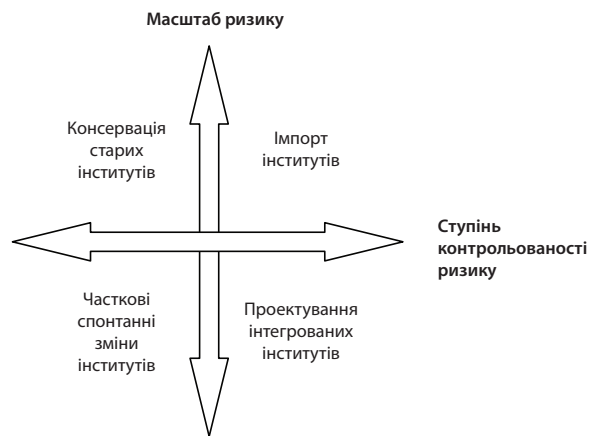 Масштаб ризику
Консервація
старих
інститутів
Імпорт
інститутів
Ступінь
контрольованості
ризику
Часткові
спонтанні
зміни
інститутів
Проектування
інтегрованих
інститутів